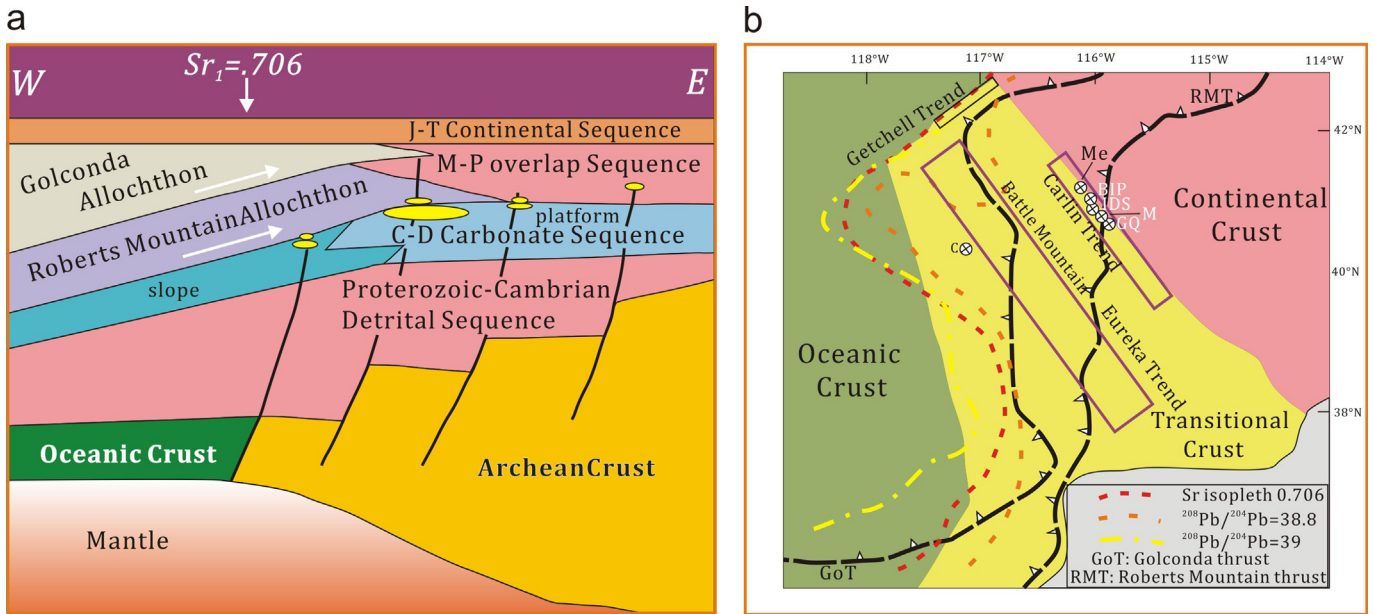 a
W
Sr₁=.706
E
J-T Continental Sequence
Golconda
Allochthon
M-P overlap Sequence
Roberts MountainAllochthon
platform
C-D Carbonate Sequence
slope
Proterozoic-Cambrian
Detrital Sequence
Oceanic Crust
ArcheanCrust
Mantle
b
118°W
117°W
116°W
115°W
114°W
42°N
40°N
38°N
RMT
Getchell Trend
Me
BIP
JDS
M
GQ
Carlin Trend
Battle Mountain
Eureka Trend
C
Continental
Crust
Oceanic
Crust
Transitional
Crust
GoT
Sr isopleth 0.706
²⁰⁸Pb/²⁰⁴Pb=38.8
²⁰⁸Pb/²⁰⁴Pb=39
GoT: Golconda thrust
RMT: Roberts Mountain thrust